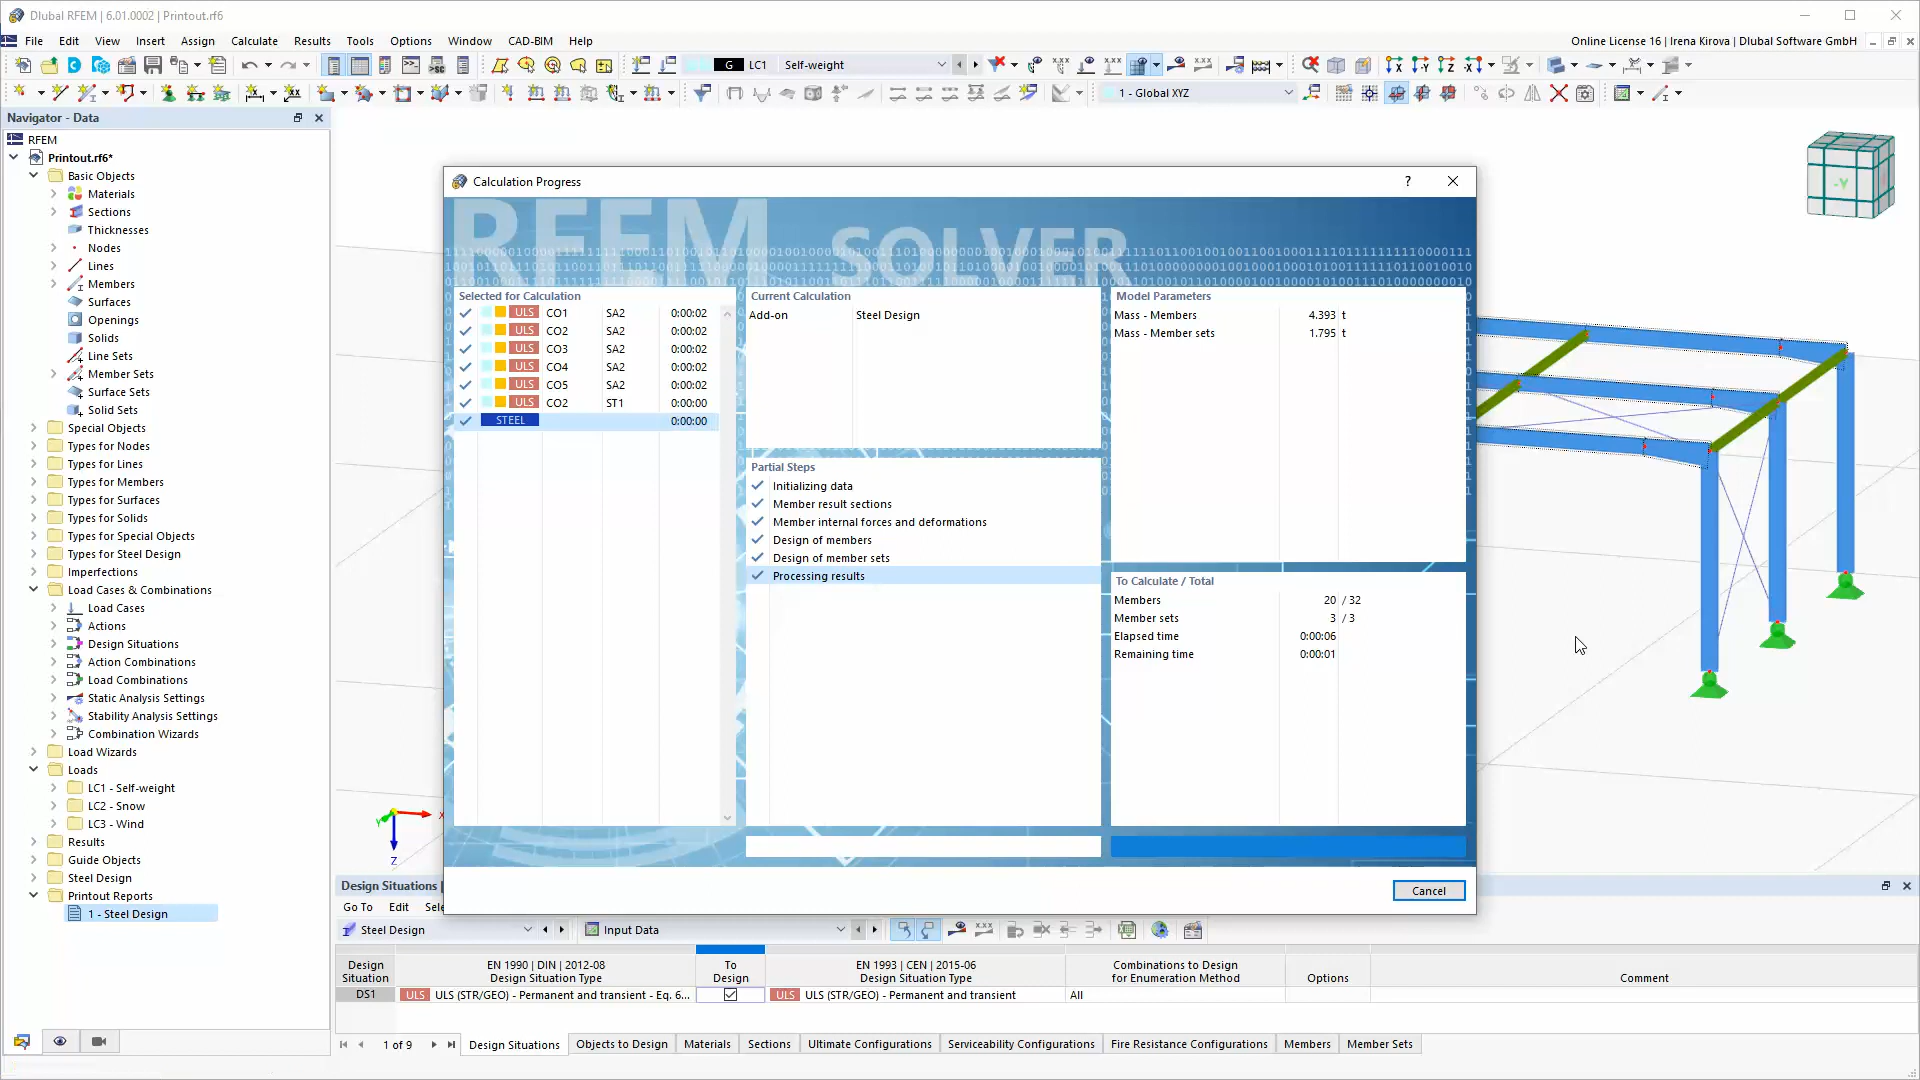 Dlubal RFEM | 6.01.0002 | Printout.rf6
File Edit View Insert Assign Calculate Results Tools Options Window CAD-BIM Help
Online License 16 | Irena Kirova | Dlubal Software GmbH
G LC1 Self-weight
1 - Global XYZ
Navigator - Data
RFEM
Printout.rf6*
Basic Objects
Materials
Sections
Thicknesses
Nodes
Lines
Members
Surfaces
Openings
Solids
Line Sets
Member Sets
Surface Sets
Solid Sets
Special Objects
Types for Nodes
Types for Lines
Types for Members
Types for Surfaces
Types for Solids
Types for Special Objects
Types for Steel Design
Imperfections
Load Cases & Combinations
Load Cases
Actions
Design Situations
Action Combinations
Load Combinations
Static Analysis Settings
Stability Analysis Settings
Combination Wizards
Load Wizards
Loads
LC1 - Self-weight
LC2 - Snow
LC3 - Wind
Results
Guide Objects
Steel Design
Printout Reports
1 - Steel Design
Calculation Progress
RFEM SOLVER
Selected for Calculation
ULS CO1 SA2 0:00:02
ULS CO2 SA2 0:00:02
ULS CO3 SA2 0:00:02
ULS CO4 SA2 0:00:02
ULS CO5 SA2 0:00:02
ULS CO2 ST1 0:00:00
STEEL 0:00:00
Current Calculation
Add-on Steel Design
Partial Steps
Initializing data
Member result sections
Member internal forces and deformations
Design of members
Design of member sets
Processing results
Model Parameters
Mass - Members 4.393 t
Mass - Member sets 1.795 t
To Calculate / Total
Members 20 / 32
Member sets 3 / 3
Elapsed time 0:00:06
Remaining time 0:00:01
Cancel
-Y
X
Y
Z
Design Situations
Go To Edit
Steel Design
Input Data
Design Situation
EN 1990 | DIN | 2012-08
Design Situation Type
To Design
EN 1993 | CEN | 2015-06
Design Situation Type
Combinations to Design
for Enumeration Method
Options
Comment
DS1 ULS ULS (STR/GEO) - Permanent and transient - Eq. 6... ULS ULS (STR/GEO) - Permanent and transient All
1 of 9
Design Situations Objects to Design Materials Sections Ultimate Configurations Serviceability Configurations Fire Resistance Configurations Members Member Sets